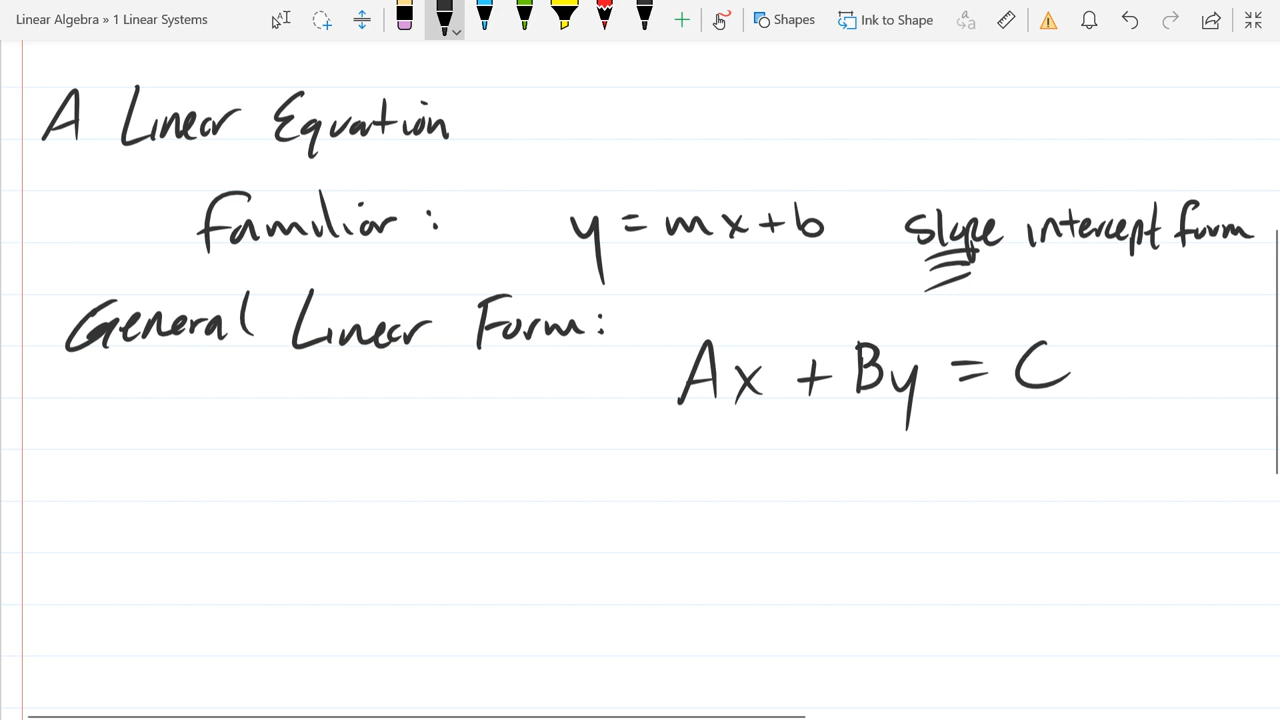 Linear Algebra » 1 Linear Systems
Shapes
Ink to Shape
A Linear Equation
Familiar: y = mx + b slope intercept form
General Linear Form:
Ax + By = C